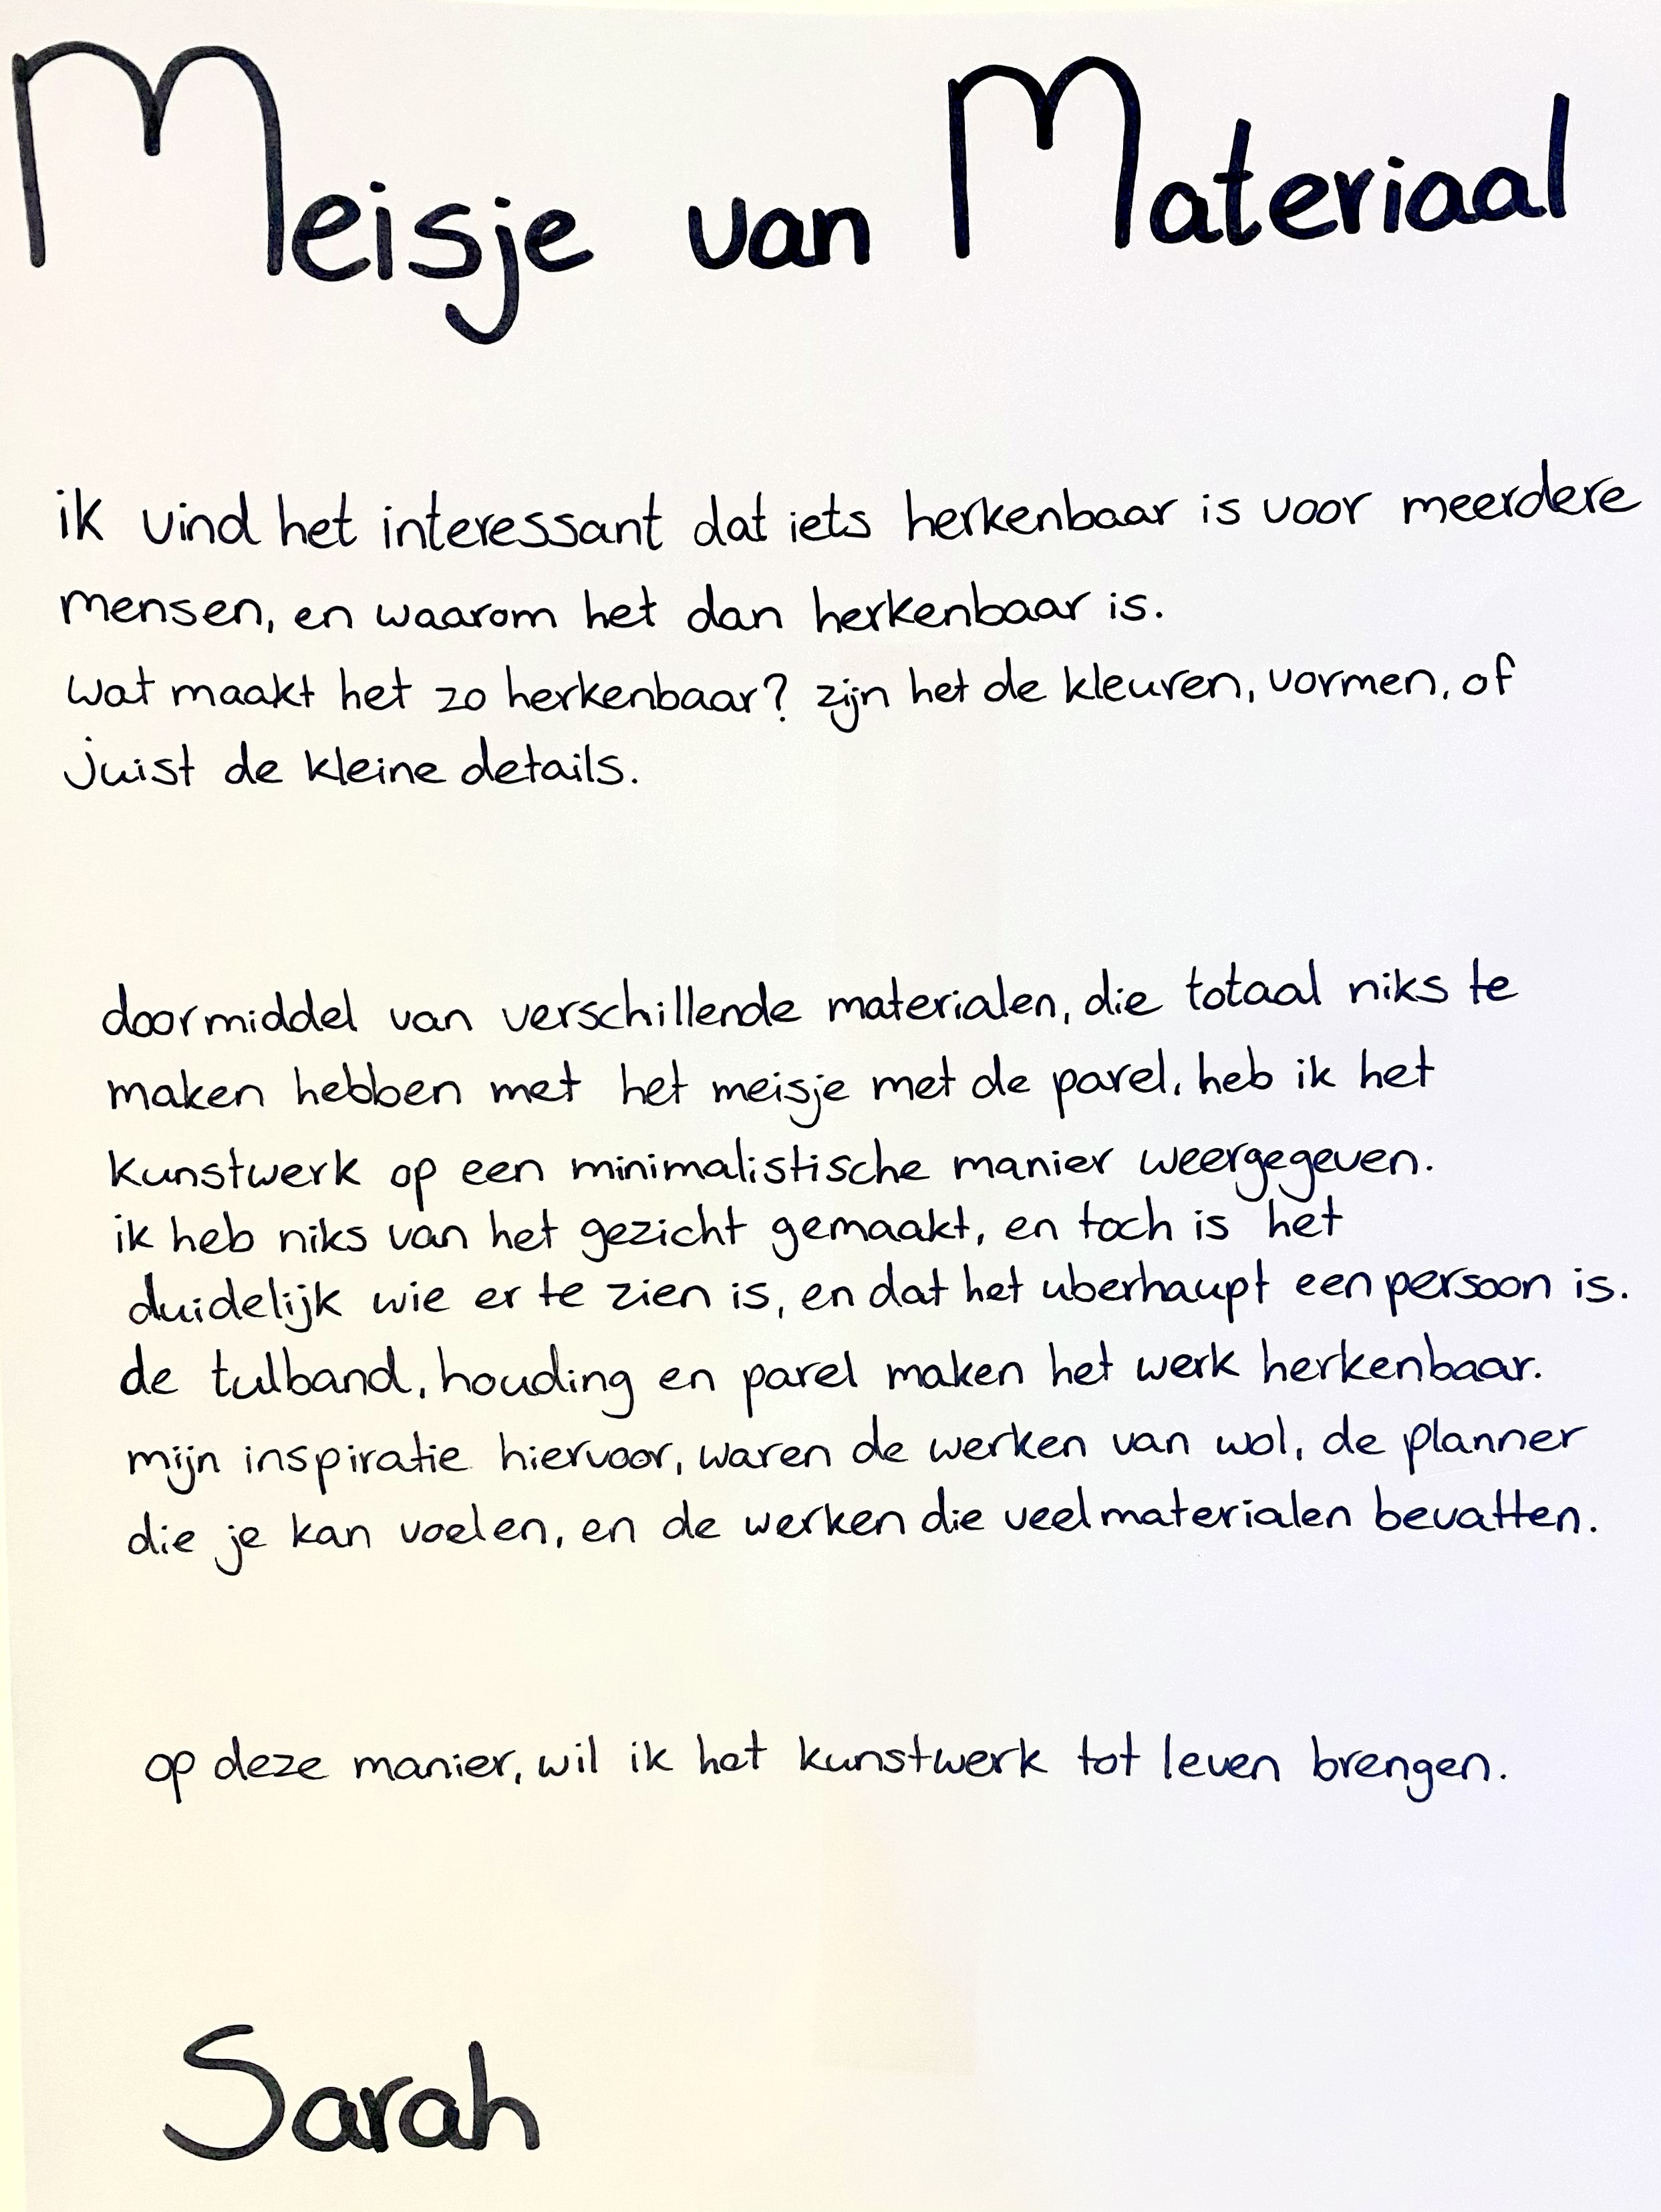 Meisje van Materiaal
ik vind het interessant dat iets herkenbaar is voor meerdere
mensen, en waarom het dan herkenbaar is.
wat maakt het zo herkenbaar? zijn het de kleuren, vormen, of
juist de kleine details.
doormiddel van verschillende materialen, die totaal niks te
maken hebben met het meisje met de parel, heb ik het
kunstwerk op een minimalistische manier weergegeven.
ik heb niks van het gezicht gemaakt, en toch is het
duidelijk wie er te zien is, en dat het uberhaupt een persoon is.
de tulband, houding en parel maken het werk herkenbaar.
mijn inspiratie hiervoor, waren de werken van wol, de planner
die je kan voelen, en de werken die veel materialen bevatten.
op deze manier, wil ik het kunstwerk tot leven brengen.
Sarah